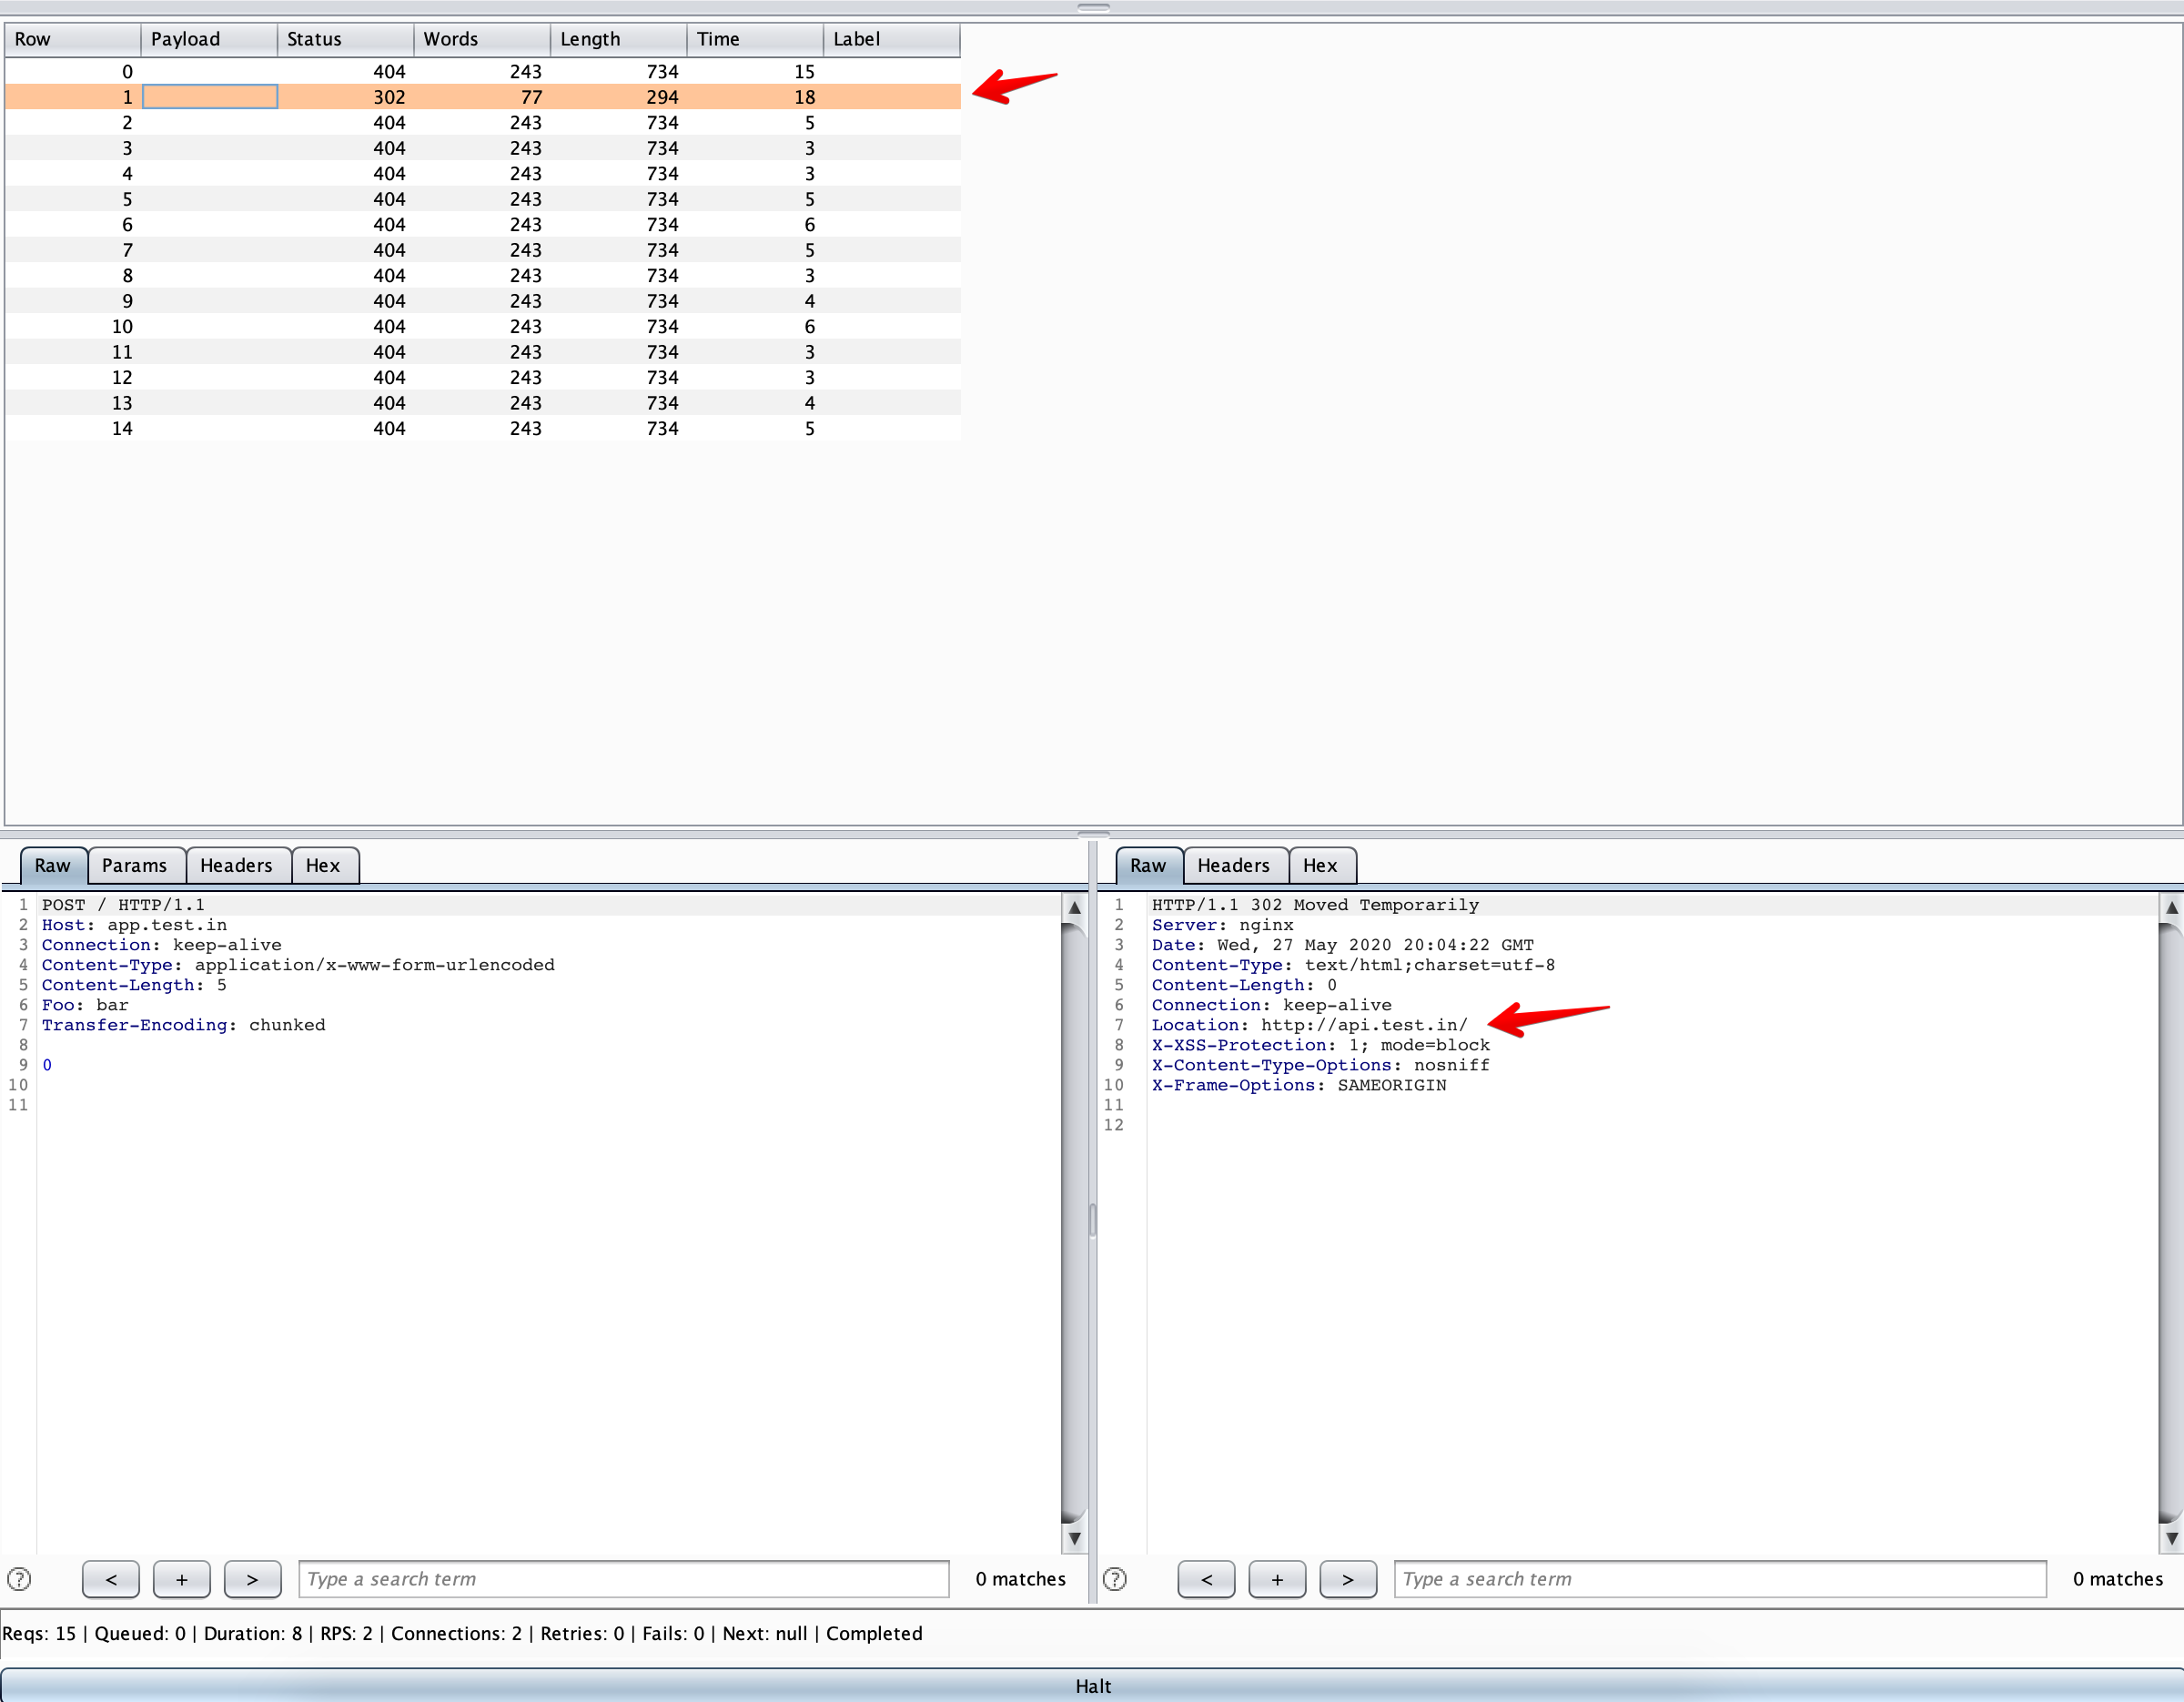 Row Payload Status Words Length Time Label
0 404 243 734 15
1 302 77 294 18
2 404 243 734 5
3 404 243 734 3
4 404 243 734 3
5 404 243 734 5
6 404 243 734 6
7 404 243 734 5
8 404 243 734 3
9 404 243 734 4
10 404 243 734 6
11 404 243 734 3
12 404 243 734 3
13 404 243 734 4
14 404 243 734 5
Raw Params Headers Hex
1 POST / HTTP/1.1
2 Host: app.test.in
3 Connection: keep-alive
4 Content-Type: application/x-www-form-urlencoded
5 Content-Length: 5
6 Foo: bar
7 Transfer-Encoding: chunked
8
9 0
10
11
? < + > Type a search term 0 matches
Raw Headers Hex
1 HTTP/1.1 302 Moved Temporarily
2 Server: nginx
3 Date: Wed, 27 May 2020 20:04:22 GMT
4 Content-Type: text/html;charset=utf-8
5 Content-Length: 0
6 Connection: keep-alive
7 Location: http://api.test.in/
8 X-XSS-Protection: 1; mode=block
9 X-Content-Type-Options: nosniff
10 X-Frame-Options: SAMEORIGIN
11
12
? < + > Type a search term 0 matches
Reqs: 15 | Queued: 0 | Duration: 8 | RPS: 2 | Connections: 2 | Retries: 0 | Fails: 0 | Next: null | Completed
Halt